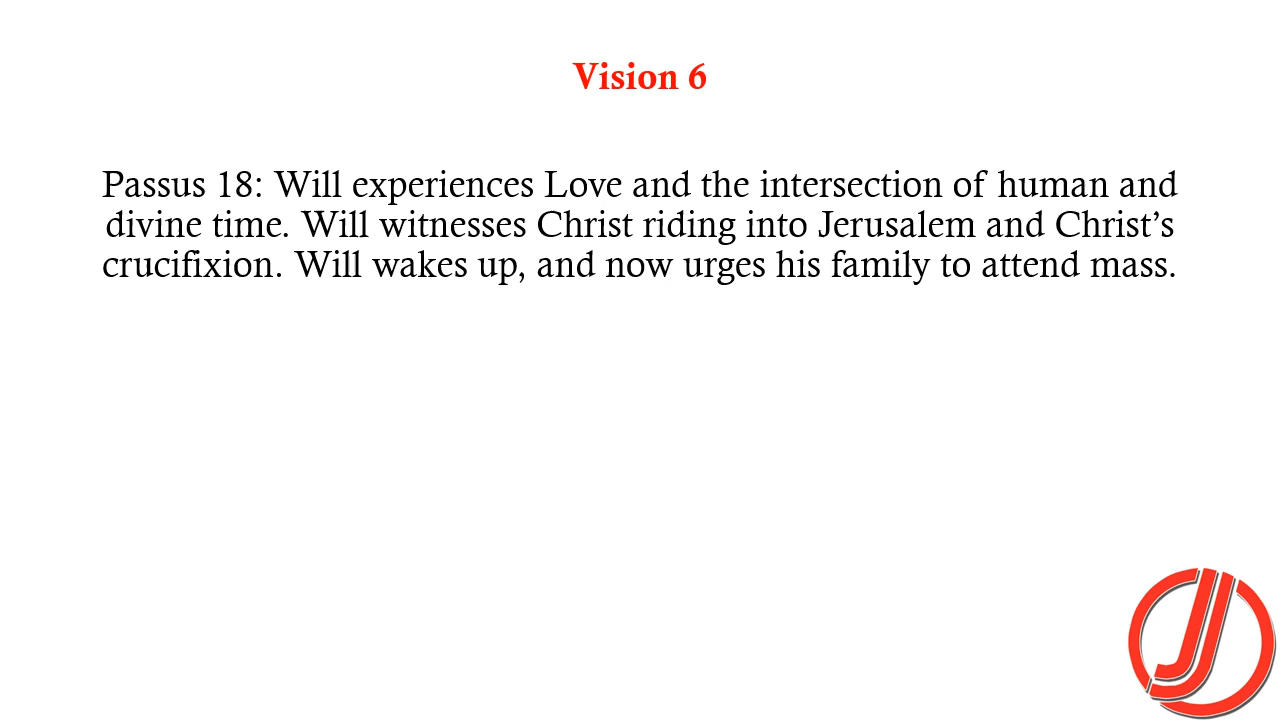 Vision 6
Passus 18: Will experiences Love and the intersection of human and
divine time. Will witnesses Christ riding into Jerusalem and Christ’s
crucifixion. Will wakes up, and now urges his family to attend mass.